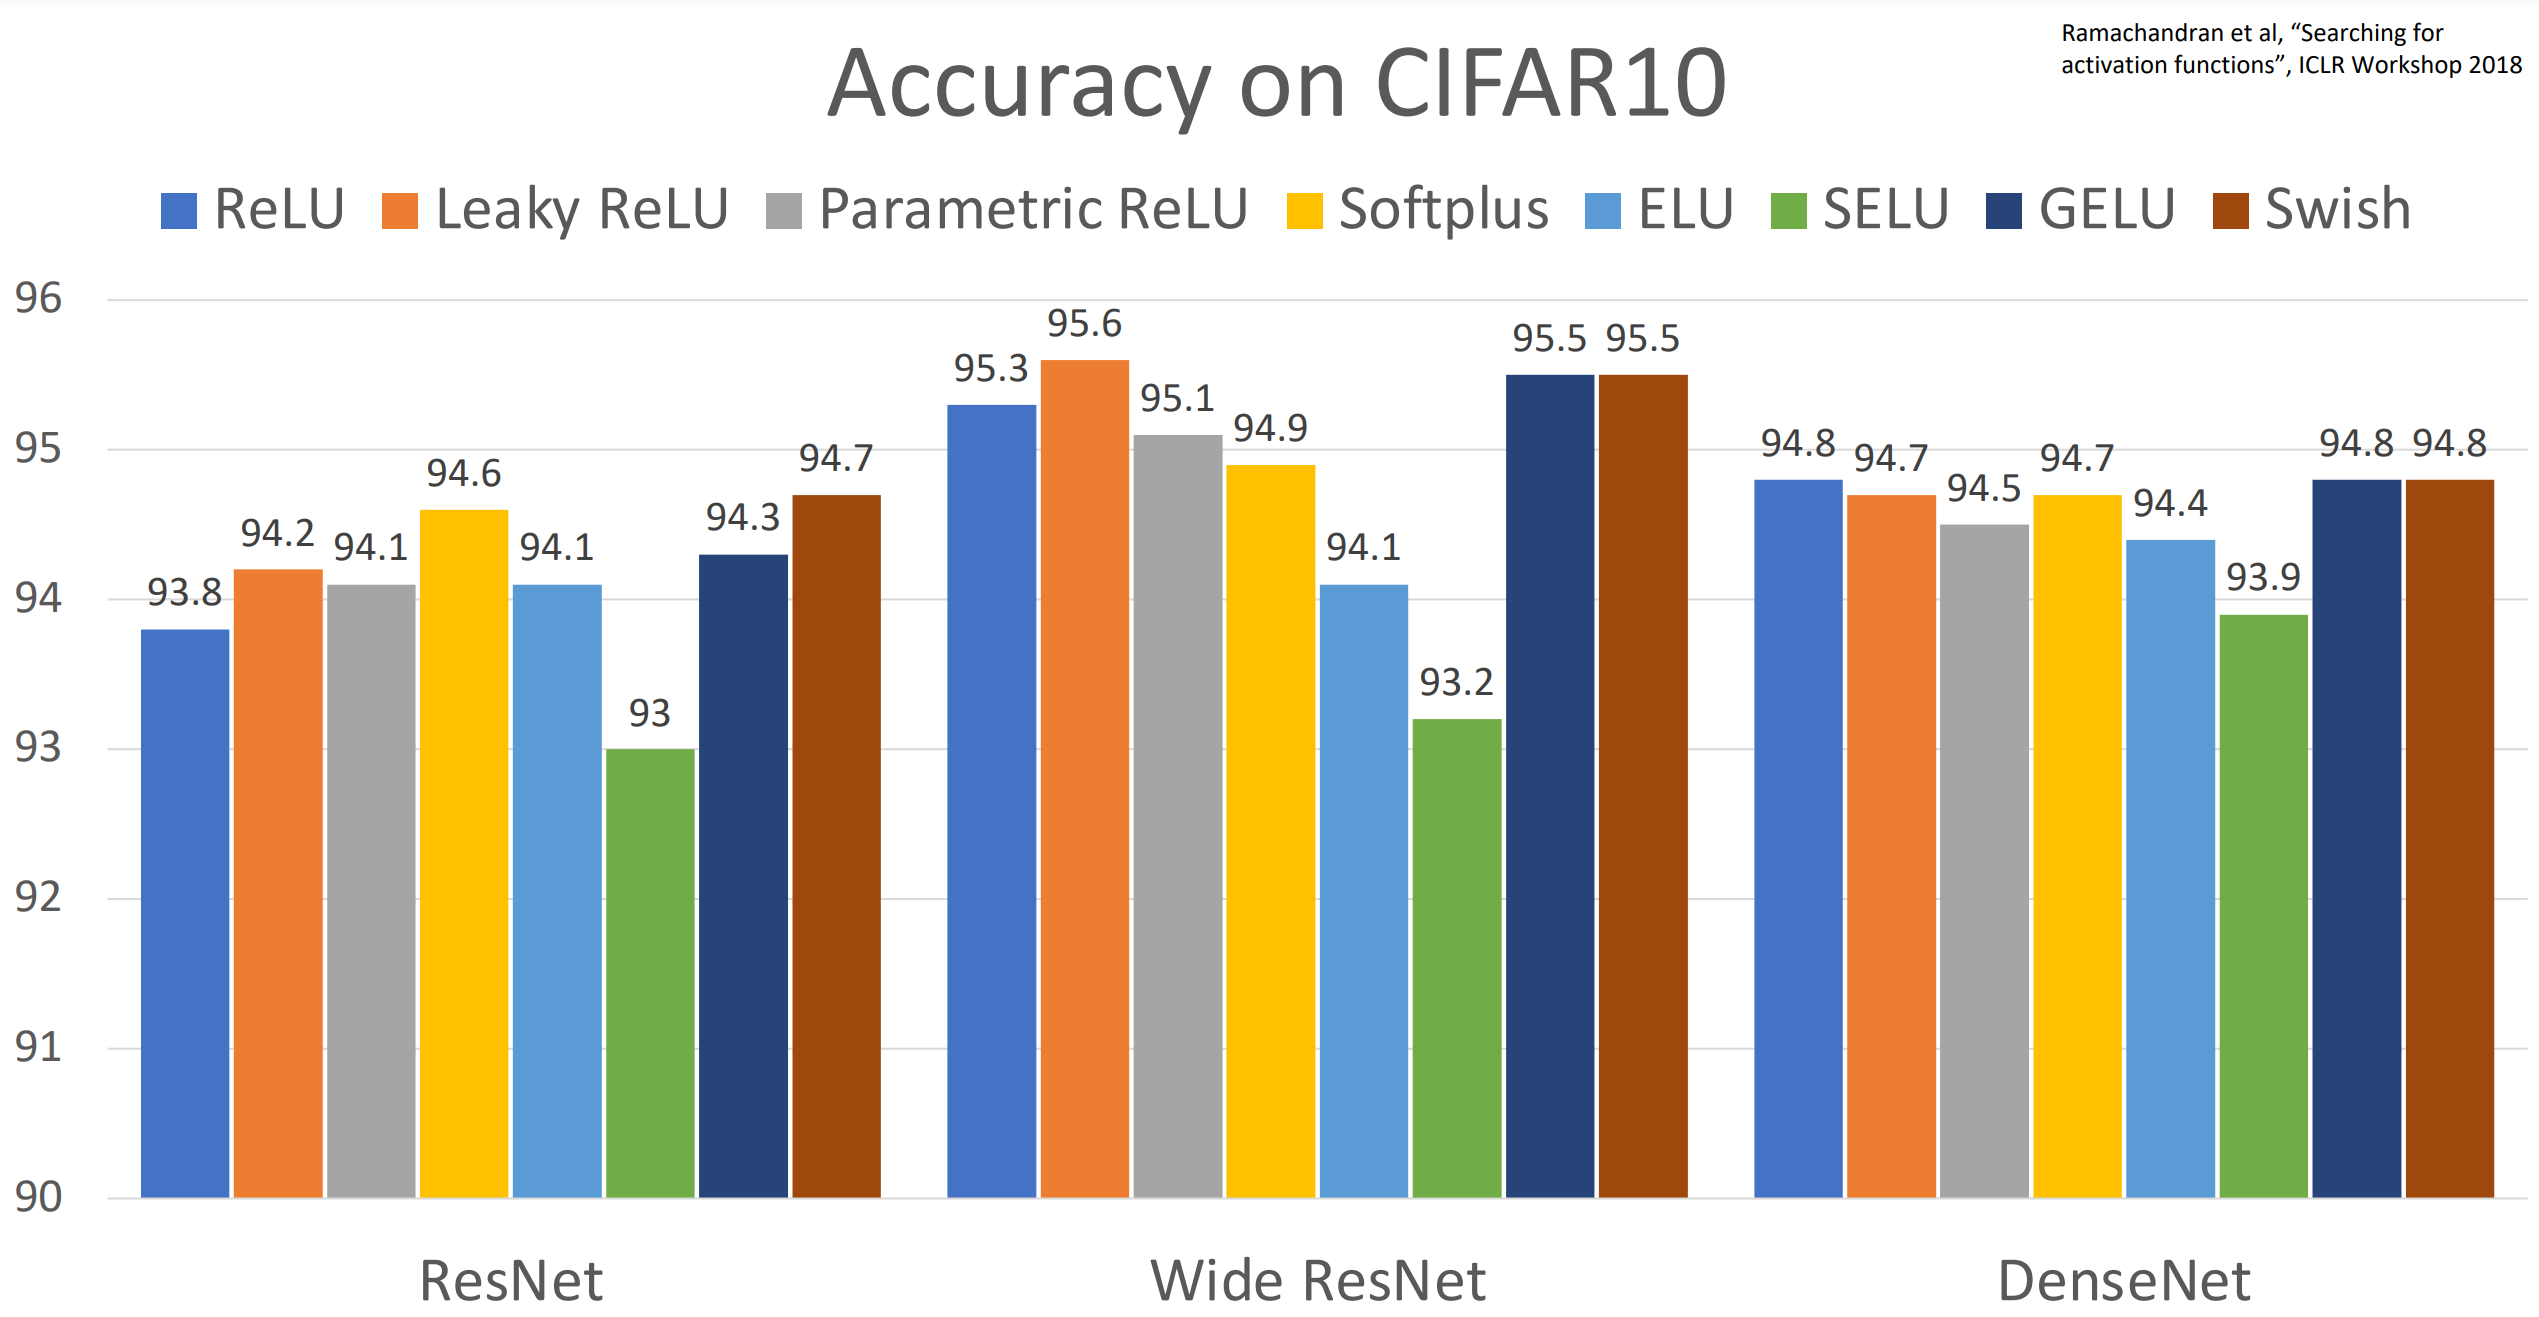 Accuracy on CIFAR10
Ramachandran et al, “Searching for
activation functions”, ICLR Workshop 2018
ReLU Leaky ReLU Parametric ReLU Softplus ELU SELU GELU Swish
96
95
94
93
92
91
90
93.8 94.2 94.1 94.6 94.1 93 94.3 94.7
95.3 95.6 95.1 94.9 94.1 93.2 95.5 95.5
94.8 94.7 94.5 94.7 94.4 93.9 94.8 94.8
ResNet Wide ResNet DenseNet